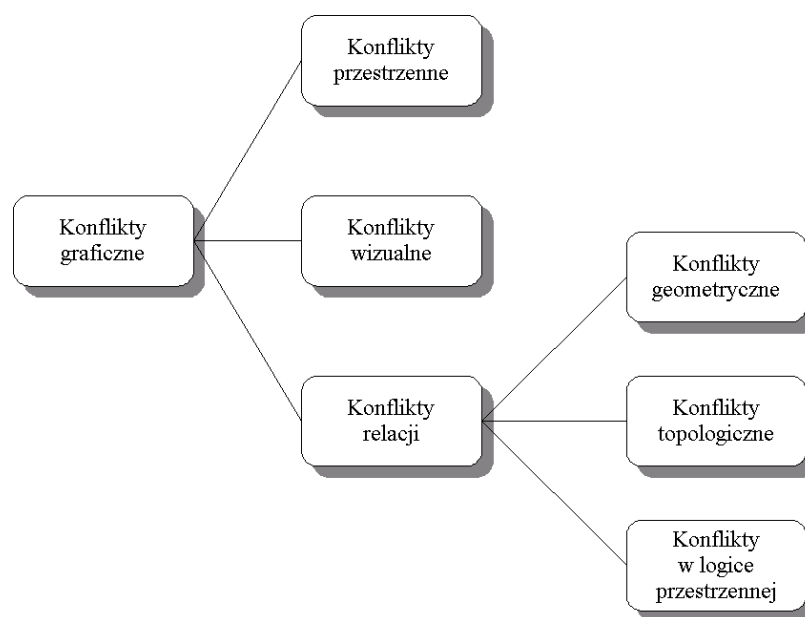 Konflikty
przestrzenne
Konflikty
graficzne
Konflikty
wizualne
Konflikty
relacji
Konflikty
geometryczne
Konflikty
topologiczne
Konflikty
w logice
przestrzennej